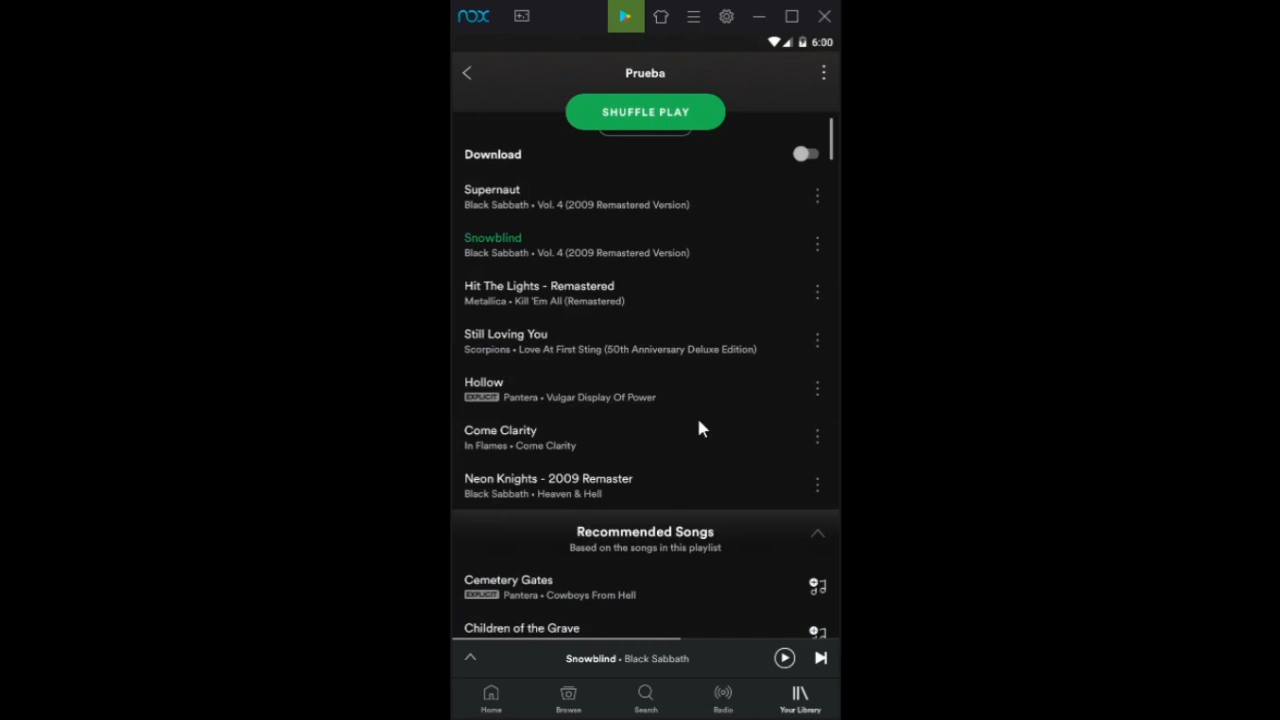 nox
6:00
Prueba
SHUFFLE PLAY
Download
Supernaut
Black Sabbath • Vol. 4 (2009 Remastered Version)
Snowblind
Black Sabbath • Vol. 4 (2009 Remastered Version)
Hit The Lights - Remastered
Metallica • Kill 'Em All (Remastered)
Still Loving You
Scorpions • Love At First Sting (50th Anniversary Deluxe Edition)
Hollow
EXPLICIT Pantera • Vulgar Display Of Power
Come Clarity
In Flames • Come Clarity
Neon Knights - 2009 Remaster
Black Sabbath • Heaven & Hell
Recommended Songs
Based on the songs in this playlist
Cemetery Gates
EXPLICIT Pantera • Cowboys From Hell
Children of the Grave
Snowblind • Black Sabbath
Home Browse Search Radio Your Library